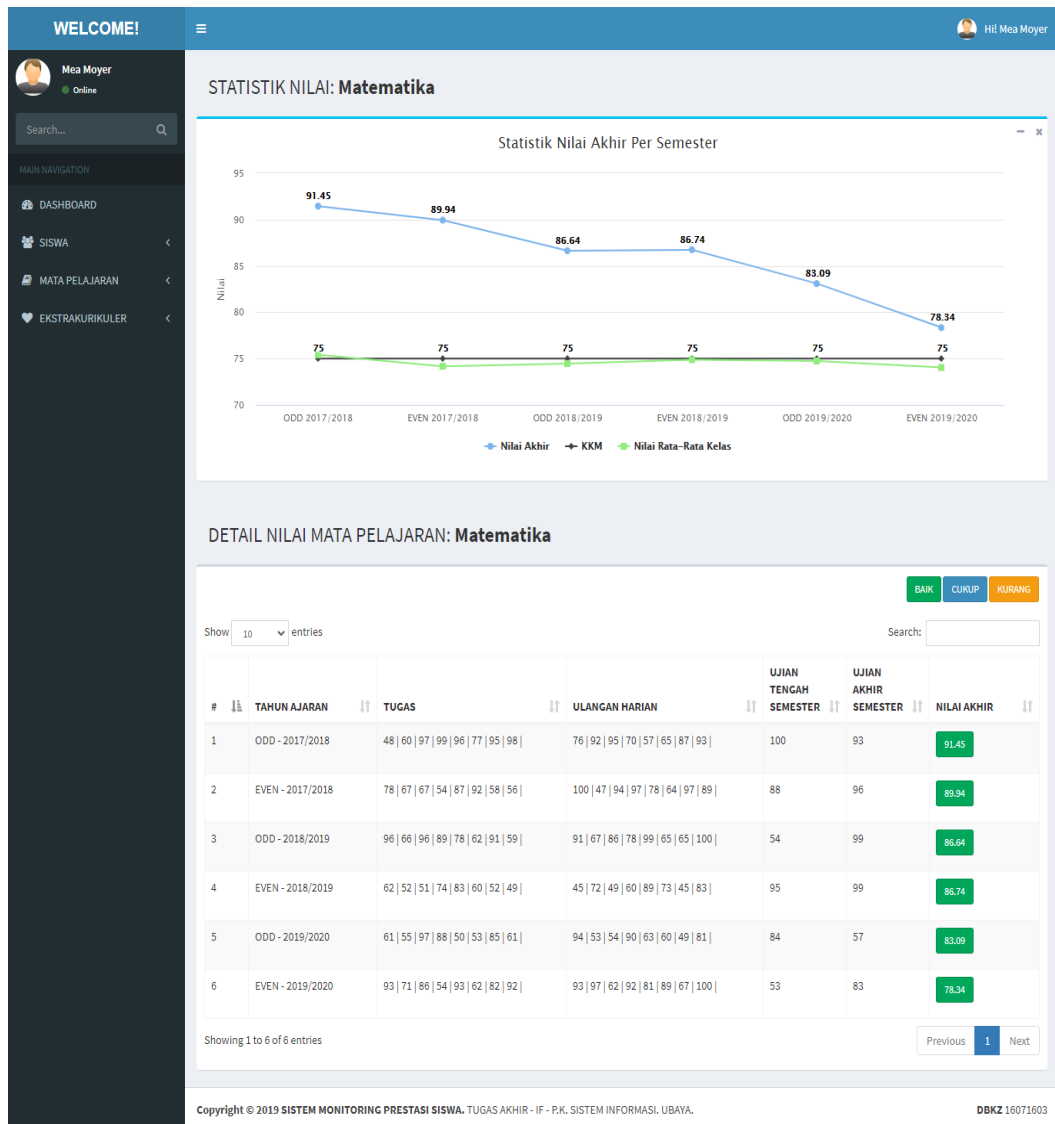 WELCOME!
Hi! Mea Moyer
Mea Moyer
Online
Search...
MAIN NAVIGATION
DASHBOARD
SISWA
MATA PELAJARAN
EKSTRAKURIKULER
STATISTIK NILAI: Matematika
Statistik Nilai Akhir Per Semester
Nilai
95
90
85
80
75
70
91.45
89.94
86.64
86.74
83.09
78.34
75 75 75 75 75 75
ODD 2017/2018 EVEN 2017/2018 ODD 2018/2019 EVEN 2018/2019 ODD 2019/2020 EVEN 2019/2020
Nilai Akhir KKM Nilai Rata-Rata Kelas
DETAIL NILAI MATA PELAJARAN: Matematika
BAIK CUKUP KURANG
Show 10 entries Search:
# TAHUN AJARAN TUGAS ULANGAN HARIAN UJIAN TENGAH SEMESTER UJIAN AKHIR SEMESTER NILAI AKHIR
1 ODD - 2017/2018 48 | 60 | 97 | 99 | 96 | 77 | 95 | 98 | 76 | 92 | 95 | 70 | 57 | 65 | 87 | 93 | 100 93 91.45
2 EVEN - 2017/2018 78 | 67 | 67 | 54 | 87 | 92 | 58 | 56 | 100 | 47 | 94 | 97 | 78 | 64 | 97 | 89 | 88 96 89.94
3 ODD - 2018/2019 96 | 66 | 96 | 89 | 78 | 62 | 91 | 59 | 91 | 67 | 86 | 78 | 99 | 65 | 65 | 100 | 54 99 86.64
4 EVEN - 2018/2019 62 | 52 | 51 | 74 | 83 | 60 | 52 | 49 | 45 | 72 | 49 | 60 | 89 | 73 | 45 | 83 | 95 99 86.74
5 ODD - 2019/2020 61 | 55 | 97 | 88 | 50 | 53 | 85 | 61 | 94 | 53 | 54 | 90 | 63 | 60 | 49 | 81 | 84 57 83.09
6 EVEN - 2019/2020 93 | 71 | 86 | 54 | 93 | 62 | 82 | 92 | 93 | 97 | 62 | 92 | 81 | 89 | 67 | 100 | 53 83 78.34
Showing 1 to 6 of 6 entries Previous 1 Next
Copyright © 2019 SISTEM MONITORING PRESTASI SISWA. TUGAS AKHIR - IF - P.K. SISTEM INFORMASI. UBAYA. DBKZ 16071603